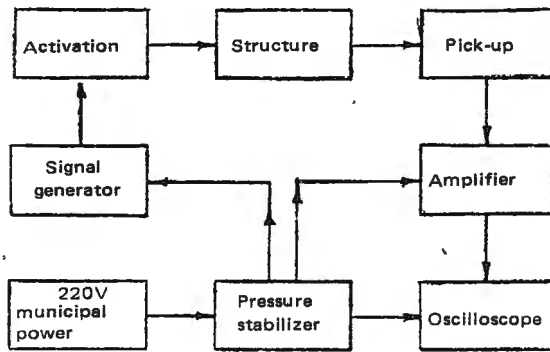 Activation
Structure
Pick-up
Signal
generator
Amplifier
220V
municipal
power
Pressure
stabilizer
Oscilloscope